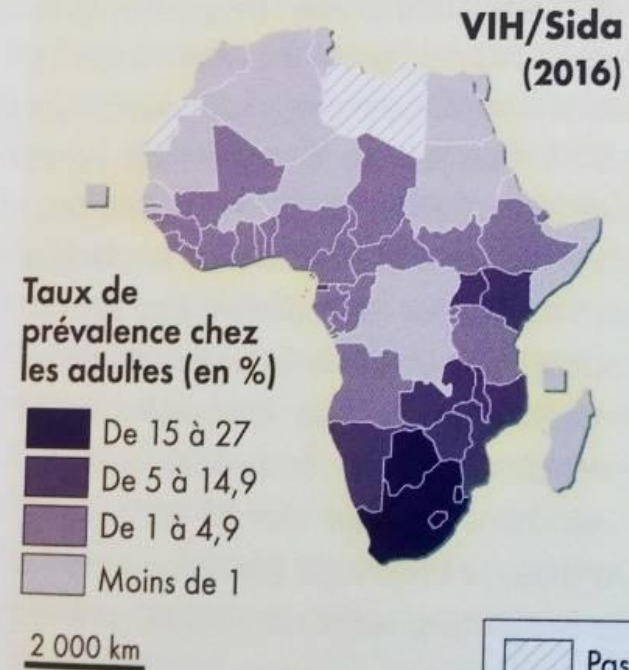 VIH/Sida
(2016)
Taux de
prévalence chez
les adultes (en %)
De 15 à 27
De 5 à 14,9
De 1 à 4,9
Moins de 1
2 000 km
Pas